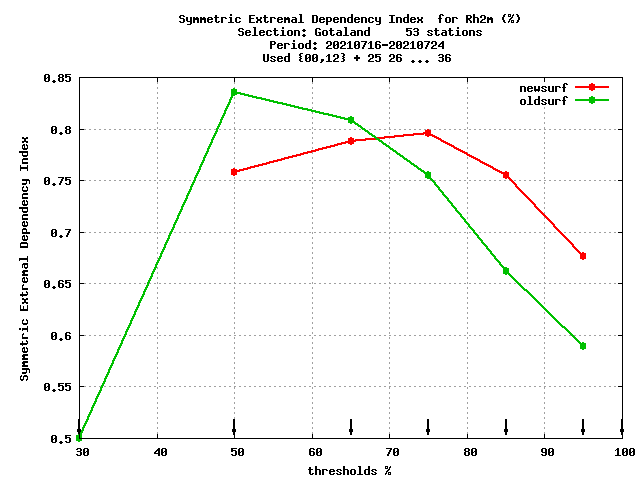 Symmetric Extremal Dependency Index  for Rh2m (%)
Selection: Gotaland     53 stations
Period: 20210716-20210724
Used {00,12} + 25 26 ... 36
newsurf
oldsurf
Symmetric Extremal Dependency Index
0.85
0.8
0.75
0.7
0.65
0.6
0.55
0.5
30 40 50 60 70 80 90 100
thresholds %